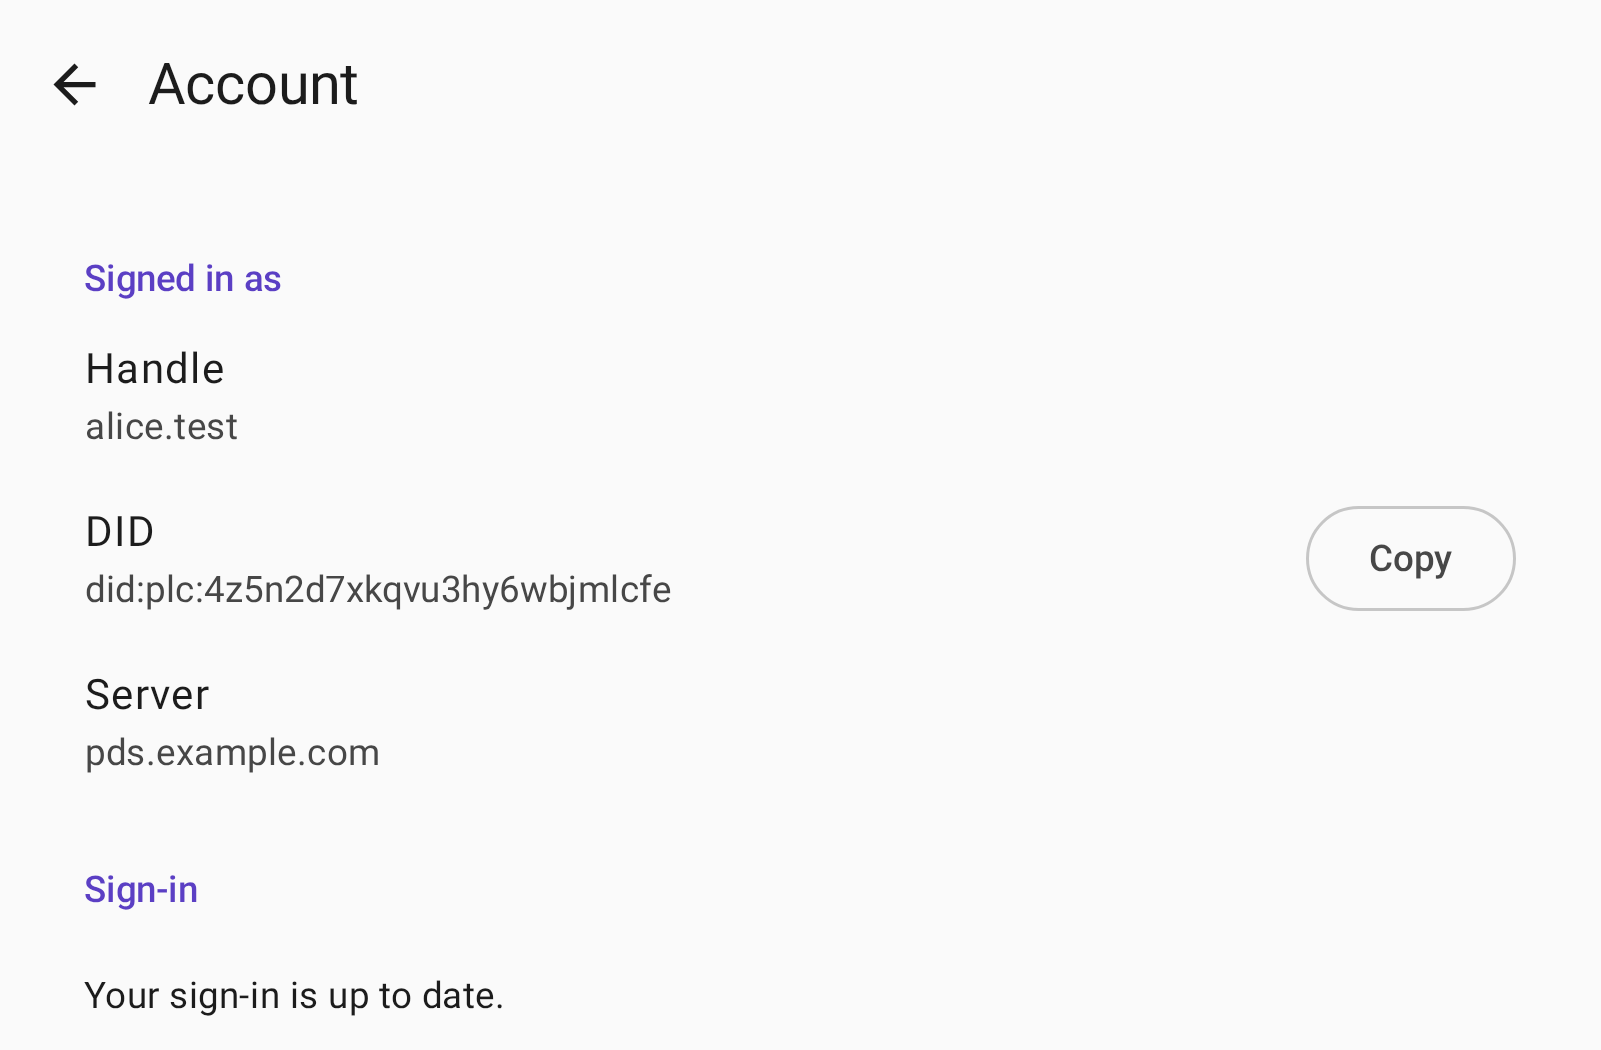 Account
Signed in as
Handle
alice.test
DID
did:plc:4z5n2d7xkqvu3hy6wbjmlcfe
Copy
Server
pds.example.com
Sign-in
Your sign-in is up to date.